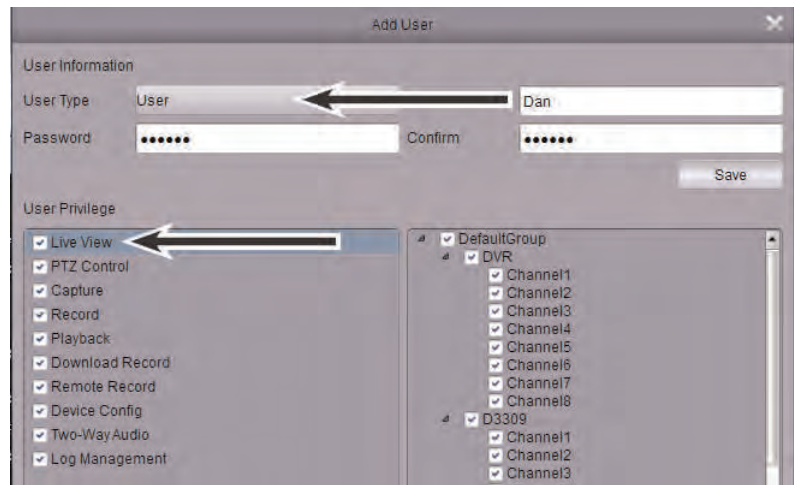 Add User
User Information
User Type User Dan
Password •••••• Confirm ••••••
Save
User Privilege
Live View
PTZ Control
Capture
Record
Playback
Download Record
Remote Record
Device Config
Two-Way Audio
Log Management
DefaultGroup
DVR
Channel1
Channel2
Channel3
Channel4
Channel5
Channel6
Channel7
Channel8
D3309
Channel1
Channel2
Channel3